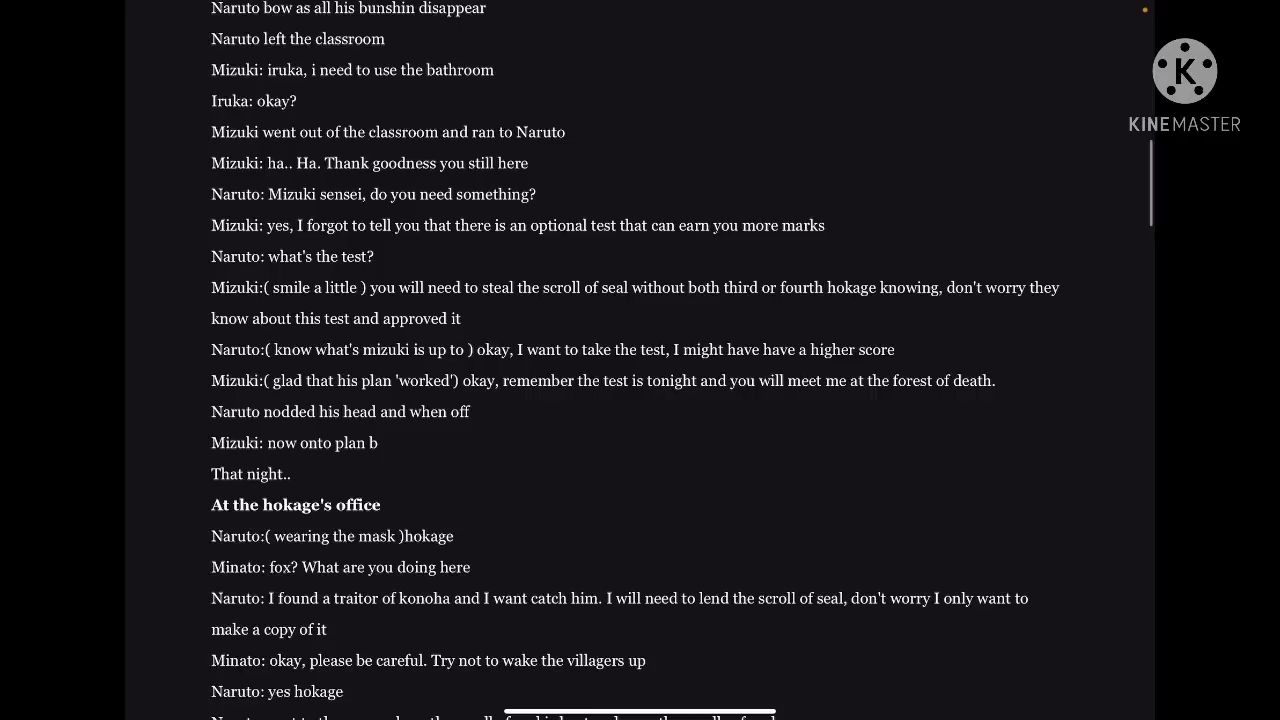 Naruto bow as all his bunshin disappear
Naruto left the classroom
Mizuki: iruka, i need to use the bathroom
Iruka: okay?
Mizuki went out of the classroom and ran to Naruto
Mizuki: ha.. Ha. Thank goodness you still here
Naruto: Mizuki sensei, do you need something?
Mizuki: yes, I forgot to tell you that there is an optional test that can earn you more marks
Naruto: what's the test?
Mizuki:( smile a little ) you will need to steal the scroll of seal without both third or fourth hokage knowing, don't worry they
know about this test and approved it
Naruto:( know what's mizuki is up to ) okay, I want to take the test, I might have have a higher score
Mizuki:( glad that his plan 'worked') okay, remember the test is tonight and you will meet me at the forest of death.
Naruto nodded his head and when off
Mizuki: now onto plan b
That night..
At the hokage's office
Naruto:( wearing the mask )hokage
Minato: fox? What are you doing here
Naruto: I found a traitor of konoha and I want catch him. I will need to lend the scroll of seal, don't worry I only want to
make a copy of it
Minato: okay, please be careful. Try not to wake the villagers up
Naruto: yes hokage
K
KINEMASTER